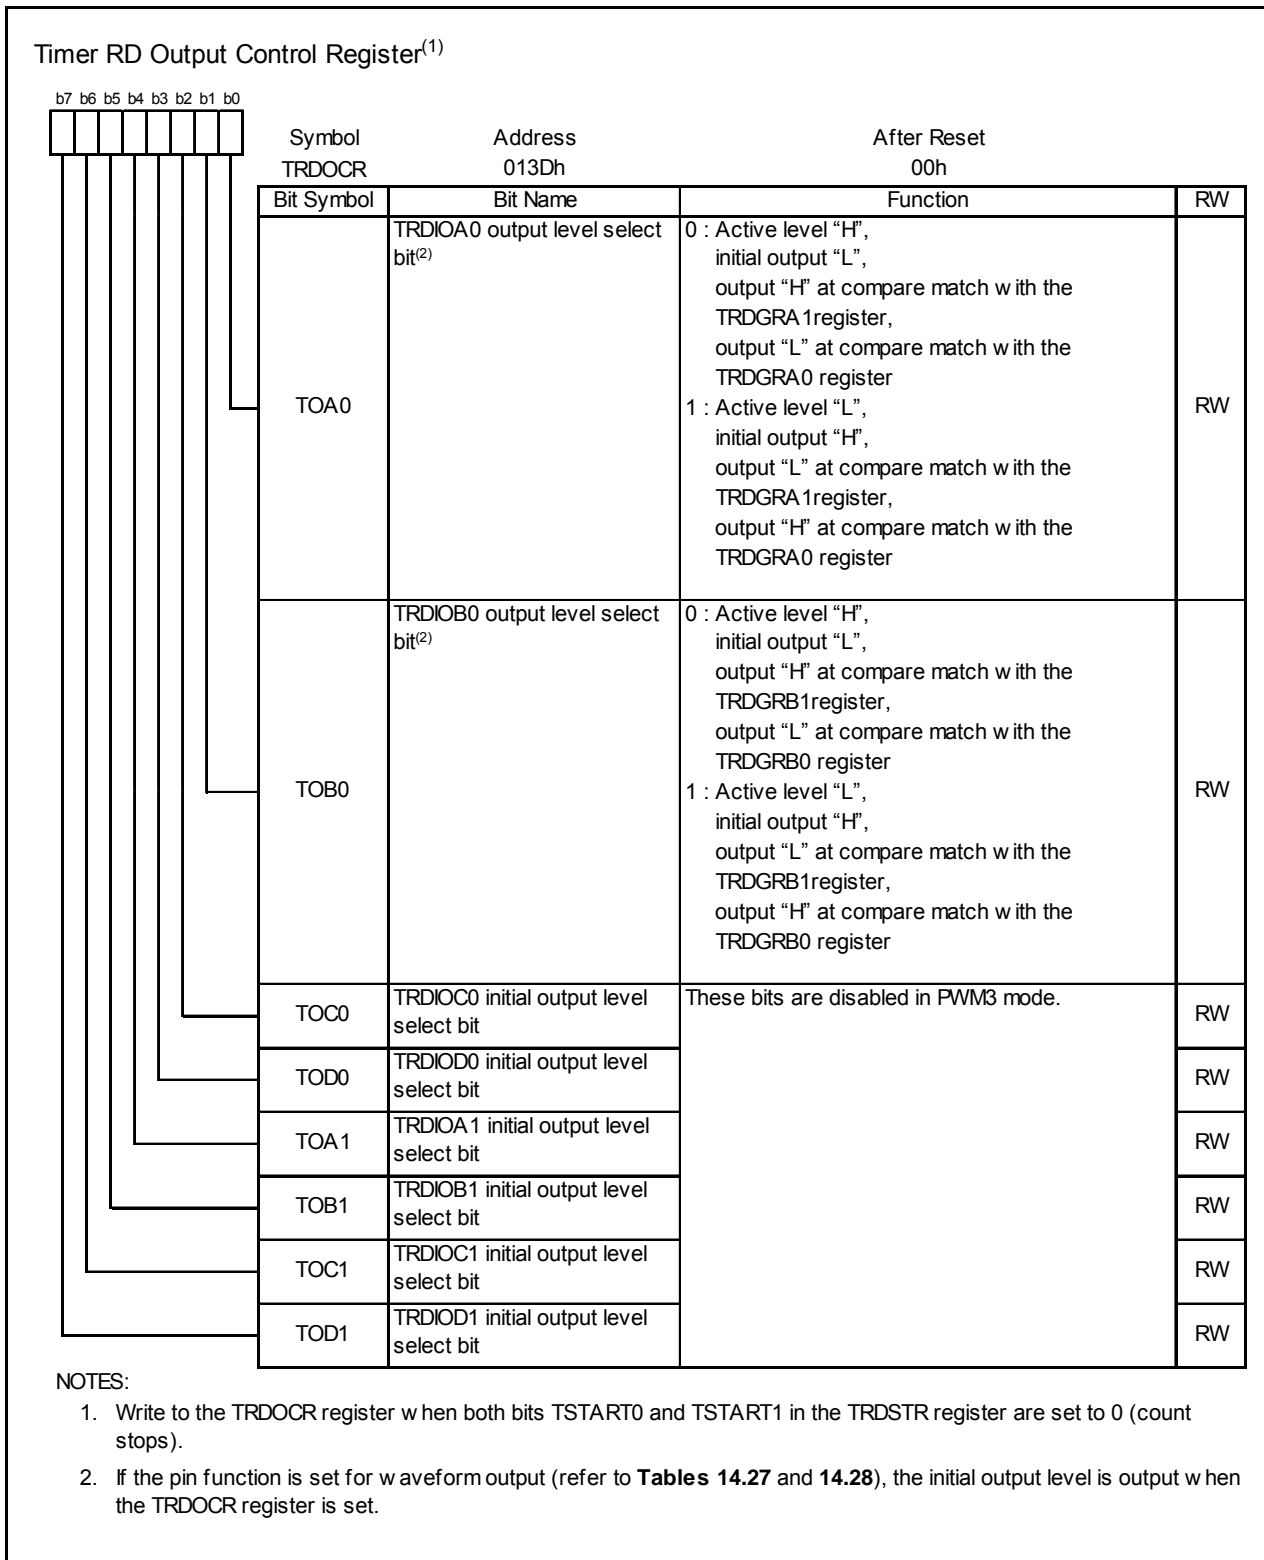 Timer RD Output Control Register(1)
b7 b6 b5 b4 b3 b2 b1 b0
Symbol Address After Reset
TRDOCR 013Dh 00h
Bit Symbol Bit Name Function RW
TOA0
TRDIOA0 output level select
bit(2)
0 : Active level “H”,
initial output “L”,
output “H” at compare match with the
TRDGRA1register,
output “L” at compare match with the
TRDGRA0 register
1 : Active level “L”,
initial output “H”,
output “L” at compare match with the
TRDGRA1register,
output “H” at compare match with the
TRDGRA0 register
RW
TOB0
TRDIOB0 output level select
bit(2)
0 : Active level “H”,
initial output “L”,
output “H” at compare match with the
TRDGRB1register,
output “L” at compare match with the
TRDGRB0 register
1 : Active level “L”,
initial output “H”,
output “L” at compare match with the
TRDGRB1register,
output “H” at compare match with the
TRDGRB0 register
RW
TOC0
TRDIOC0 initial output level
select bit
These bits are disabled in PWM3 mode.
RW
TOD0
TRDIOD0 initial output level
select bit
RW
TOA1
TRDIOA1 initial output level
select bit
RW
TOB1
TRDIOB1 initial output level
select bit
RW
TOC1
TRDIOC1 initial output level
select bit
RW
TOD1
TRDIOD1 initial output level
select bit
RW
NOTES:
1. Write to the TRDOCR register when both bits TSTART0 and TSTART1 in the TRDSTR register are set to 0 (count
stops).
2. If the pin function is set for waveform output (refer to Tables 14.27 and 14.28), the initial output level is output when
the TRDOCR register is set.